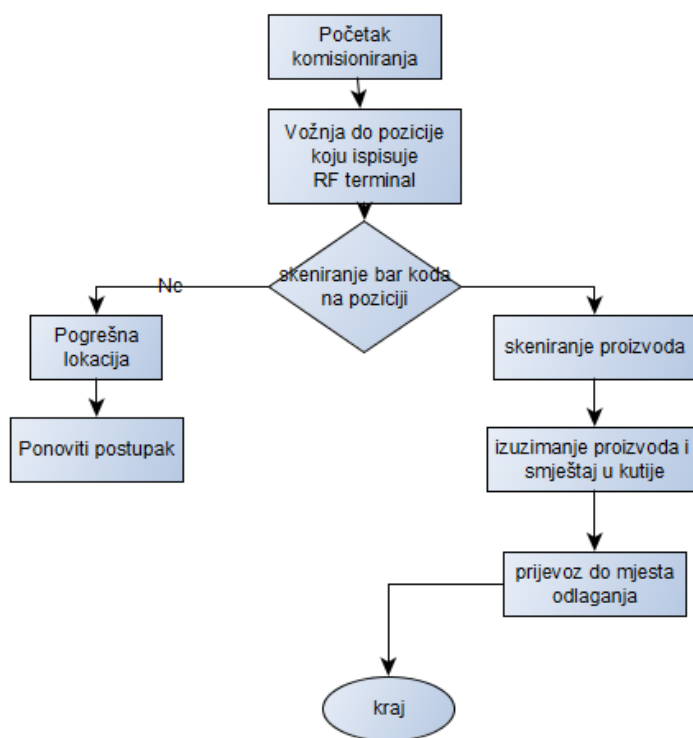 Početak
komisioniranja
Vožnja do pozicije
koju ispisuje
RF terminal
skeniranje bar koda
na poziciji
Ne
Pogrešna
lokacija
Ponoviti postupak
skeniranje proizvoda
izuzimanje proizvoda i
smještaj u kutije
prijevoz do mjesta
odlaganja
kraj